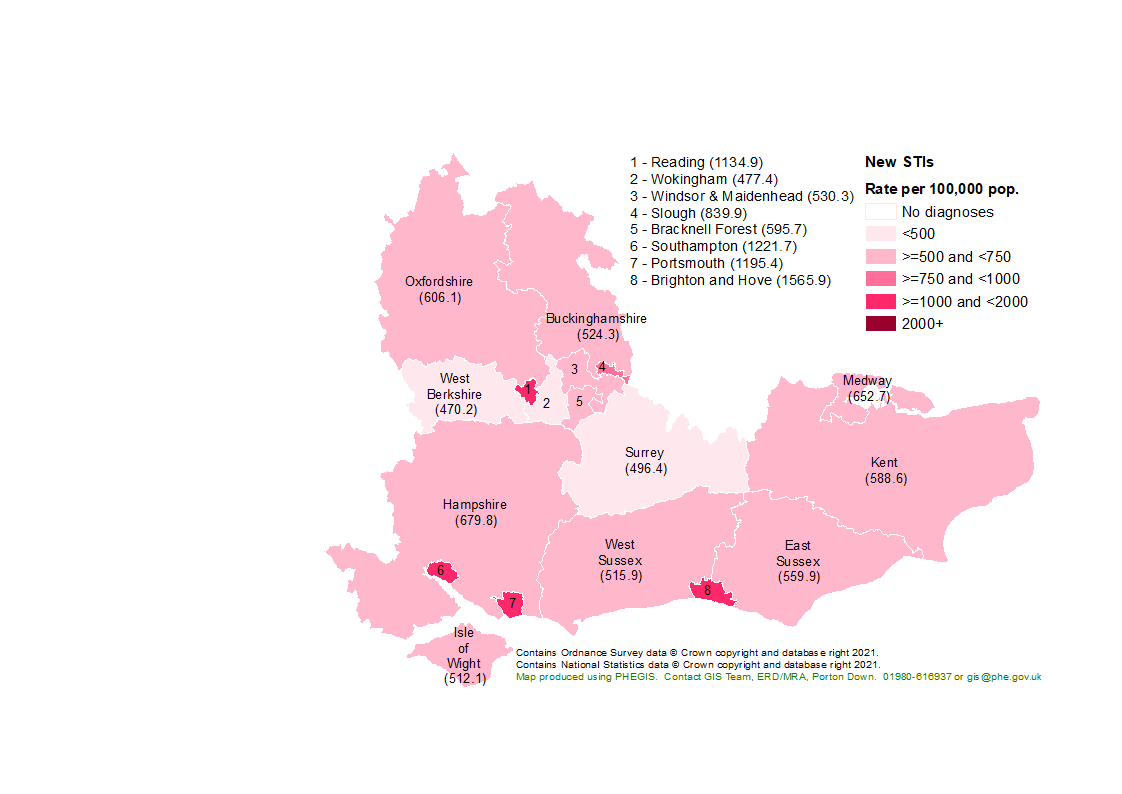 1 - Reading (1134.9)
2 - Wokingham (477.4)
3 - Windsor & Maidenhead (530.3)
4 - Slough (839.9)
5 - Bracknell Forest (595.7)
6 - Southampton (1221.7)
7 - Portsmouth (1195.4)
8 - Brighton and Hove (1565.9)
New STIs
Rate per 100,000 pop.
No diagnoses
<500
>=500 and <750
>=750 and <1000
>=1000 and <2000
2000+
Oxfordshire
(606.1)
Buckinghamshire
(524.3)
3
4
West
Berkshire
(470.2)
1
2
5
Medway
(652.7)
Surrey
(496.4)
Kent
(588.6)
Hampshire
(679.8)
West
Sussex
(515.9)
East
Sussex
(559.9)
6
7
8
Isle
of
Wight
(512.1)
Contains Ordnance Survey data © Crown copyright and database right 2021.
Contains National Statistics data © Crown copyright and database right 2021.
Map produced using PHEGIS. Contact GIS Team, ERD/MRA, Porton Down. 01980-616937 or gis@phe.gov.uk